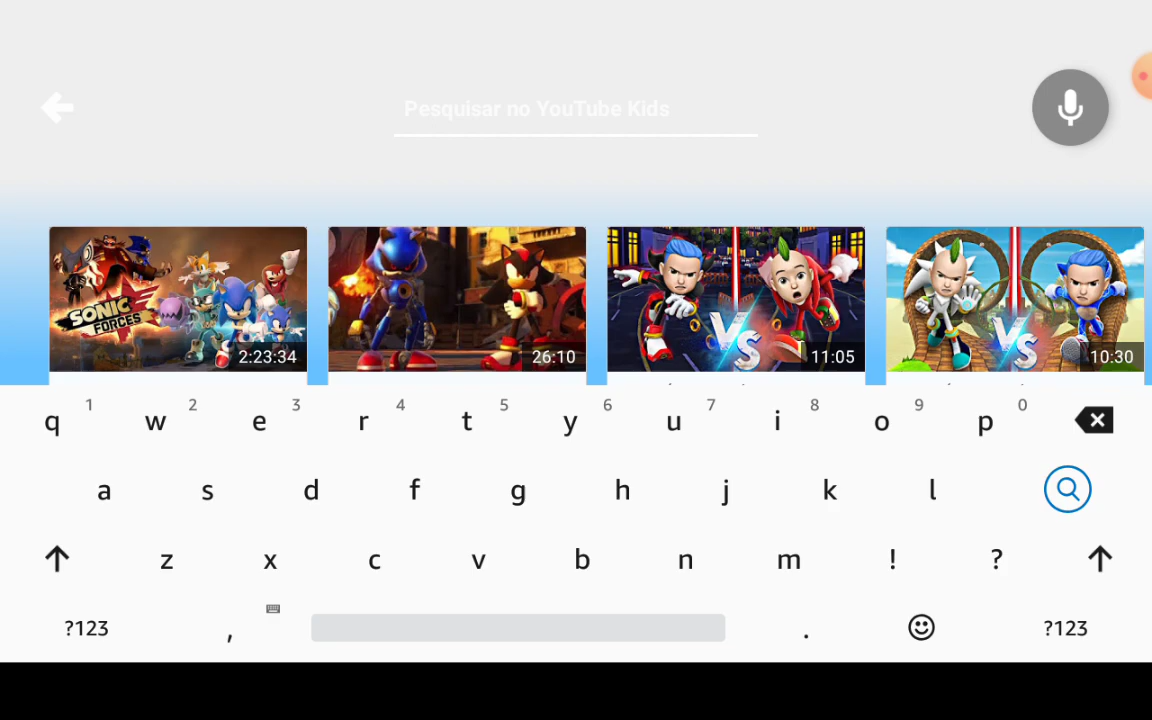 Pesquisar no YouTube Kids
SONIC
FORCES
2:23:34
26:10
VS
11:05
VS
10:30
1 2 3 4 5 6 7 8 9 0
q w e r t y u i o p
a s d f g h j k l
z x c v b n m ! ?
?123 , . ?123